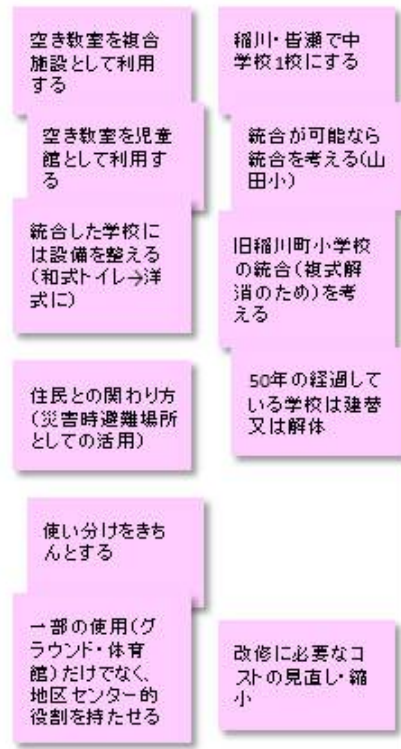 空き教室を複合
施設として利用
する
空き教室を児童
館として利用す
る
統合した学校に
は設備を整える
(和式トイレ→洋
式に)
住民との関わり方
(災害時避難場所
としての活用)
使い分けをきち
んとする
一部の使用(グ
ラウンド・体育
館)だけでなく、
地区センター的
役割を持たせる
稲川・皆瀬で中
学校1校にする
統合が可能なら
統合を考える(山
田小)
旧稲川町小学校
の統合(複式解
消のため)を考
える
50年の経過して
いる学校は建替
又は解体
改修に必要なコ
ストの見直し・縮
小